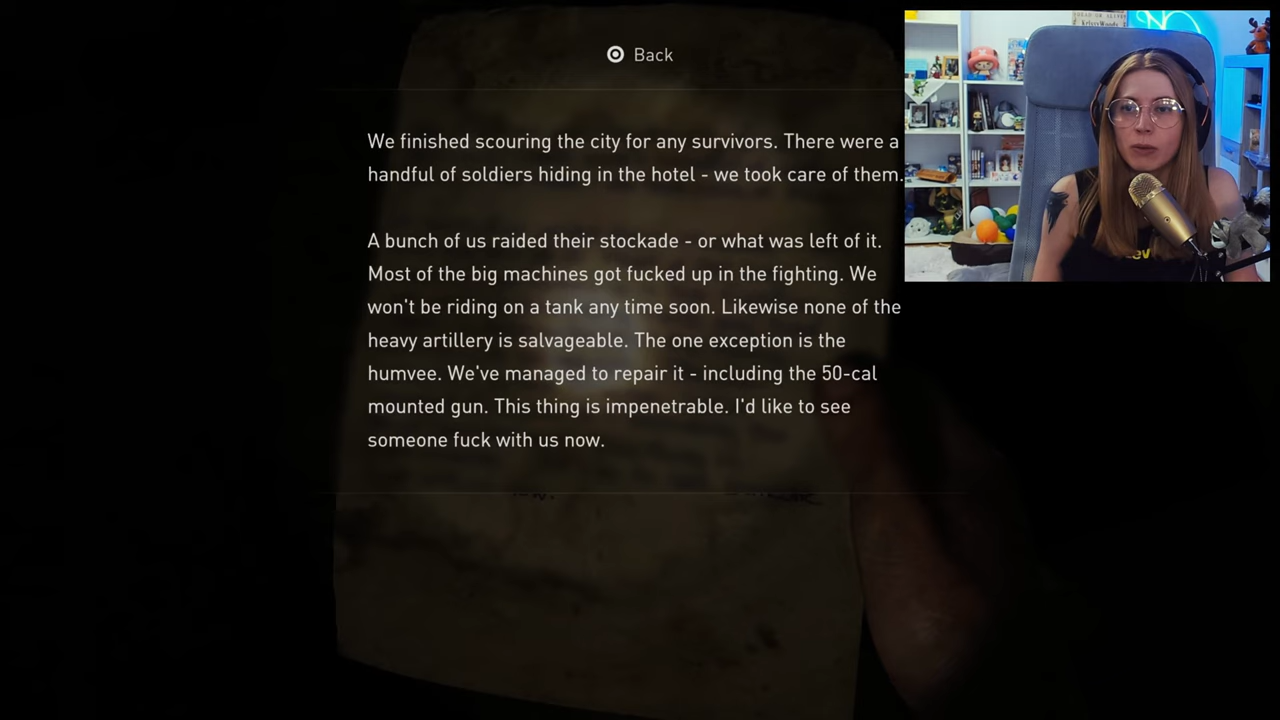 Back
We finished scouring the city for any survivors. There were a
handful of soldiers hiding in the hotel - we took care of them.
A bunch of us raided their stockade - or what was left of it.
Most of the big machines got fucked up in the fighting. We
won't be riding on a tank any time soon. Likewise none of the
heavy artillery is salvageable. The one exception is the
humvee. We've managed to repair it - including the 50-cal
mounted gun. This thing is impenetrable. I'd like to see
someone fuck with us now.